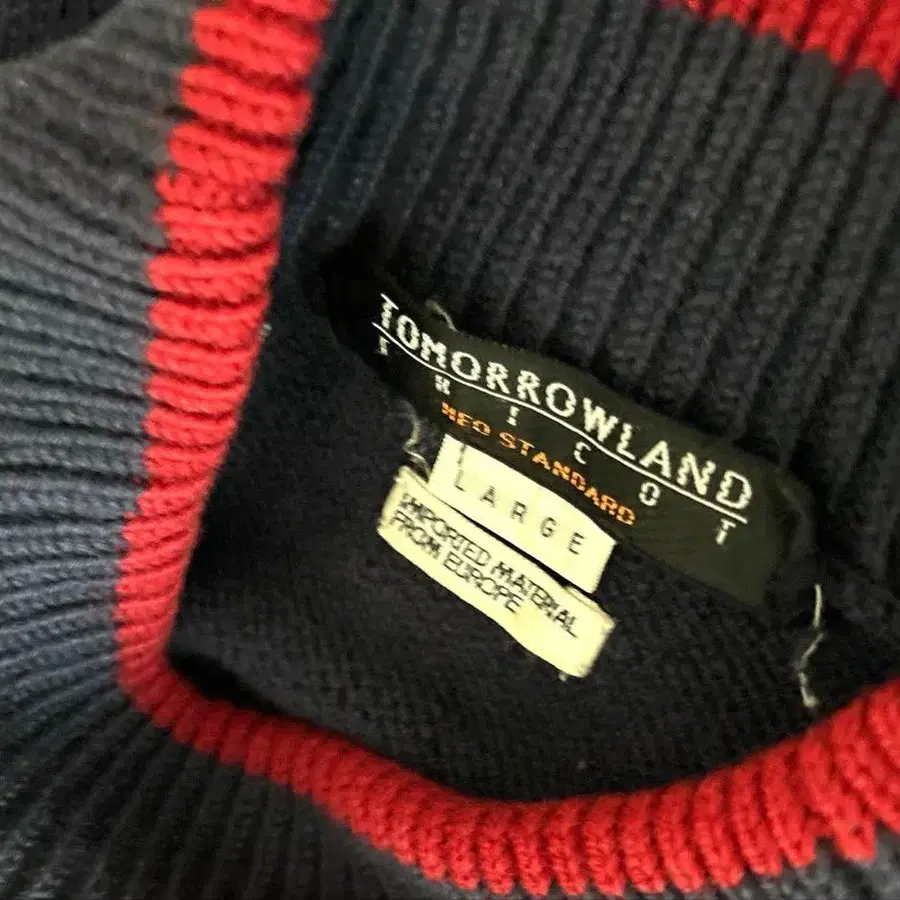 TOMORROWLAND
TRICOT
NEO STANDARD
LARGE
IMPORTED MATERIAL
FROM EUROPE